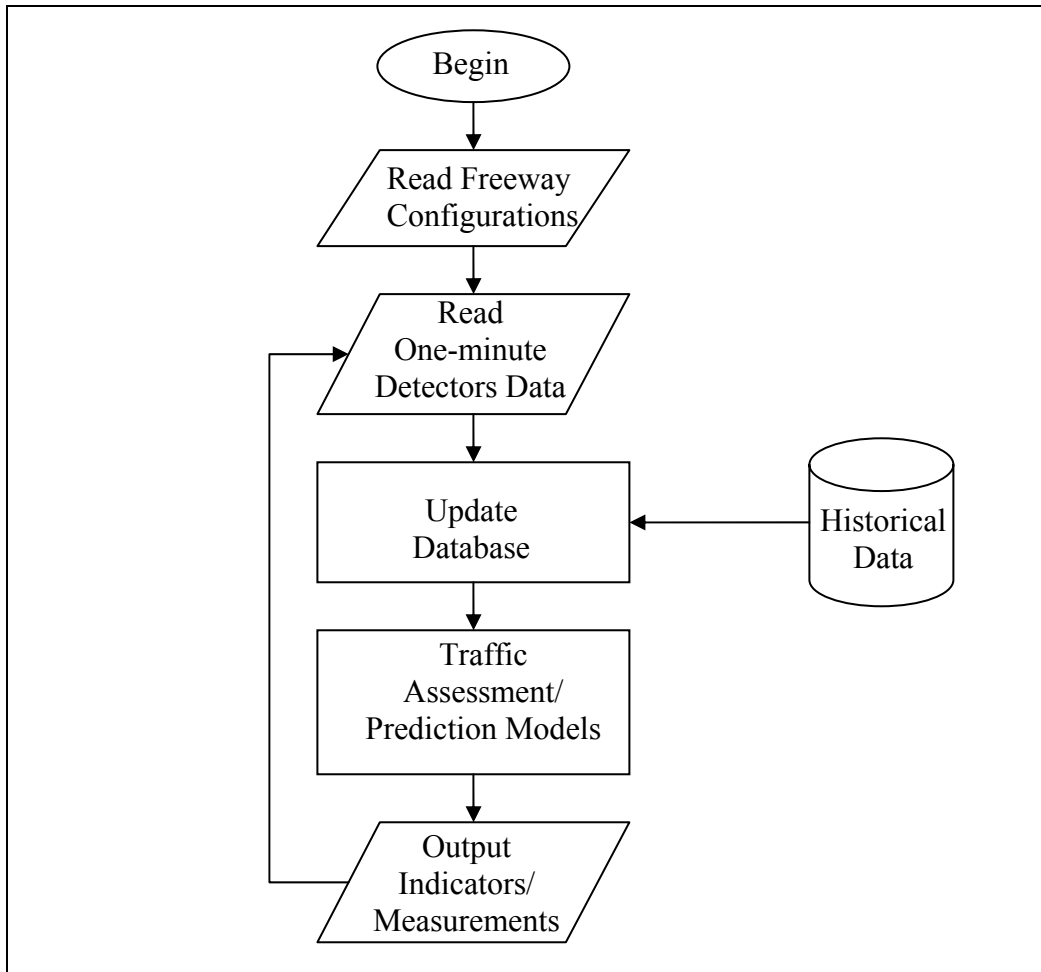 Begin
Read Freeway
Configurations
Read
One-minute
Detectors Data
Update
Database
Historical
Data
Traffic
Assessment/
Prediction Models
Output
Indicators/
Measurements